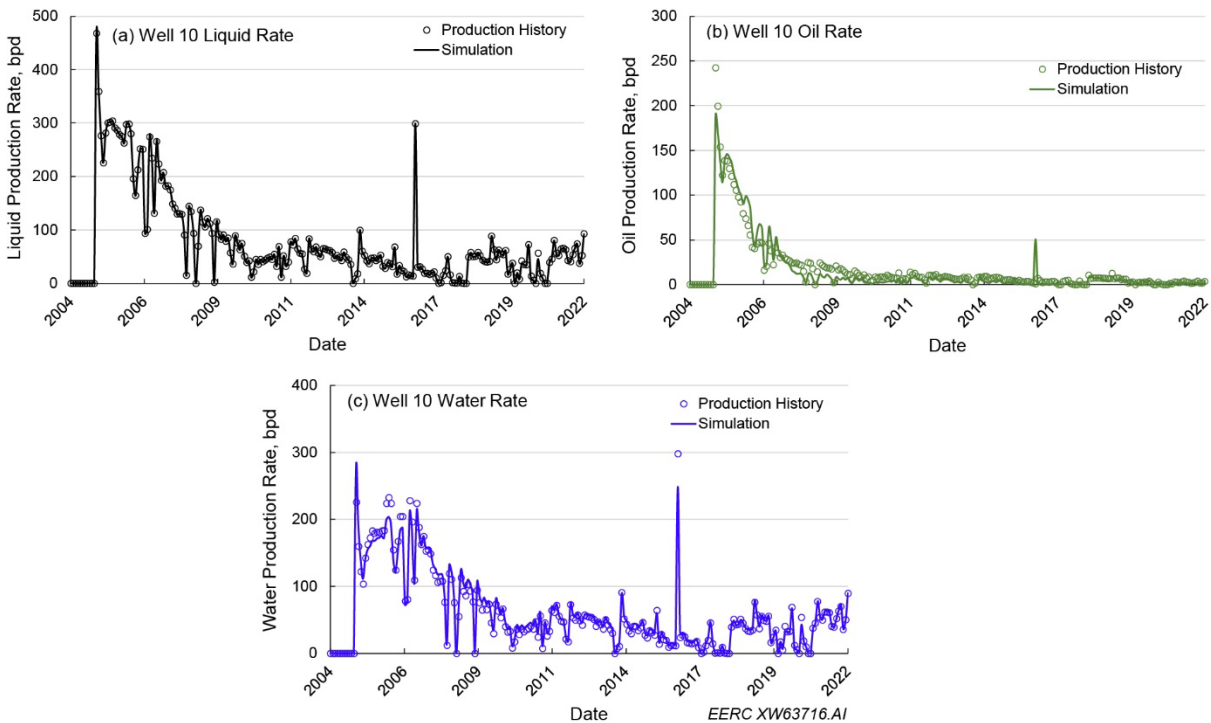 (a) Well 10 Liquid Rate
Production History
Simulation
Liquid Production Rate, bpd
500
400
300
200
100
0
2004
2006
2009
2011
2014
2017
2019
2022
Date
(b) Well 10 Oil Rate
Production History
Simulation
Oil Production Rate, bpd
300
250
200
150
100
50
0
2004
2006
2009
2011
2014
2017
2019
2022
Date
(c) Well 10 Water Rate
Production History
Simulation
Water Production Rate, bpd
400
300
200
100
0
2004
2006
2009
2011
2014
2017
2019
2022
Date
EERC XW63716.AI